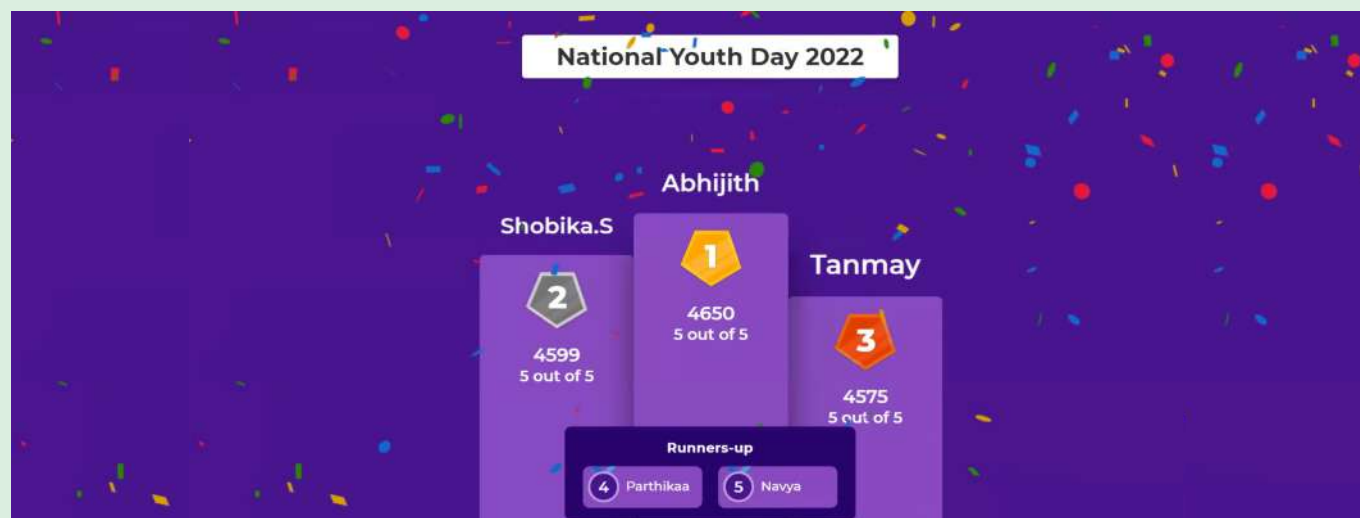 National Youth Day 2022
Abhijith
1
4650
5 out of 5
Shobika.S
2
4599
5 out of 5
Tanmay
3
4575
5 out of 5
Runners-up
4 Parthikaa
5 Navya